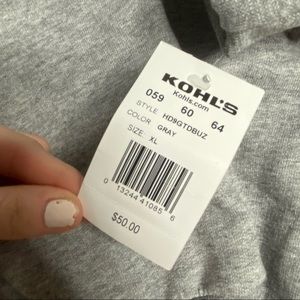 KOHL'S
Kohls.com
059 60 64
STYLE HD9GTDBUZ
COLOR GRAY
SIZE: XL
0 13244 41085 6
$50.00